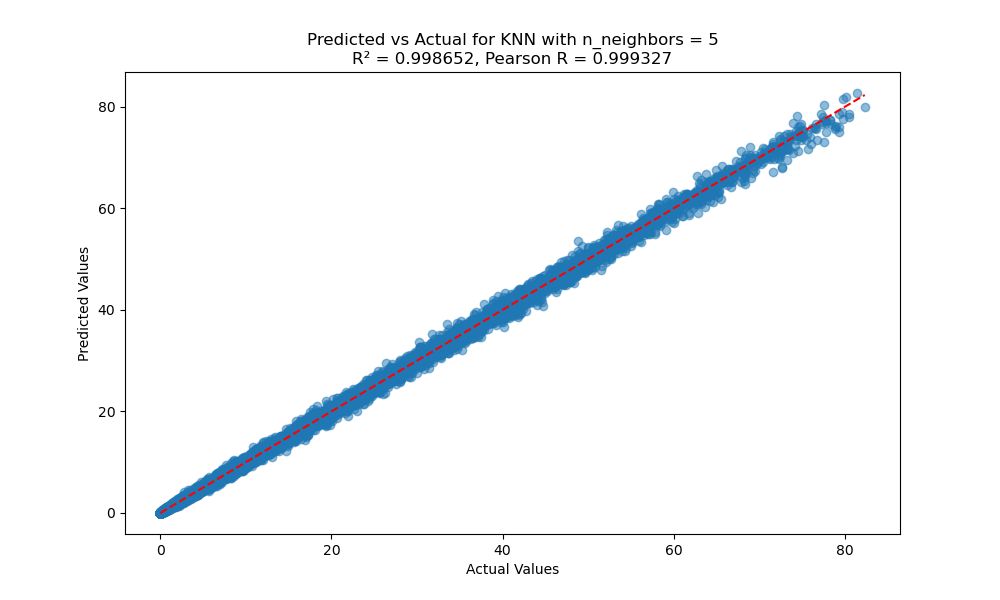 Predicted vs Actual for KNN with n_neighbors = 5
R² = 0.998652, Pearson R = 0.999327
Predicted Values
80
60
40
20
0
0 20 40 60 80
Actual Values